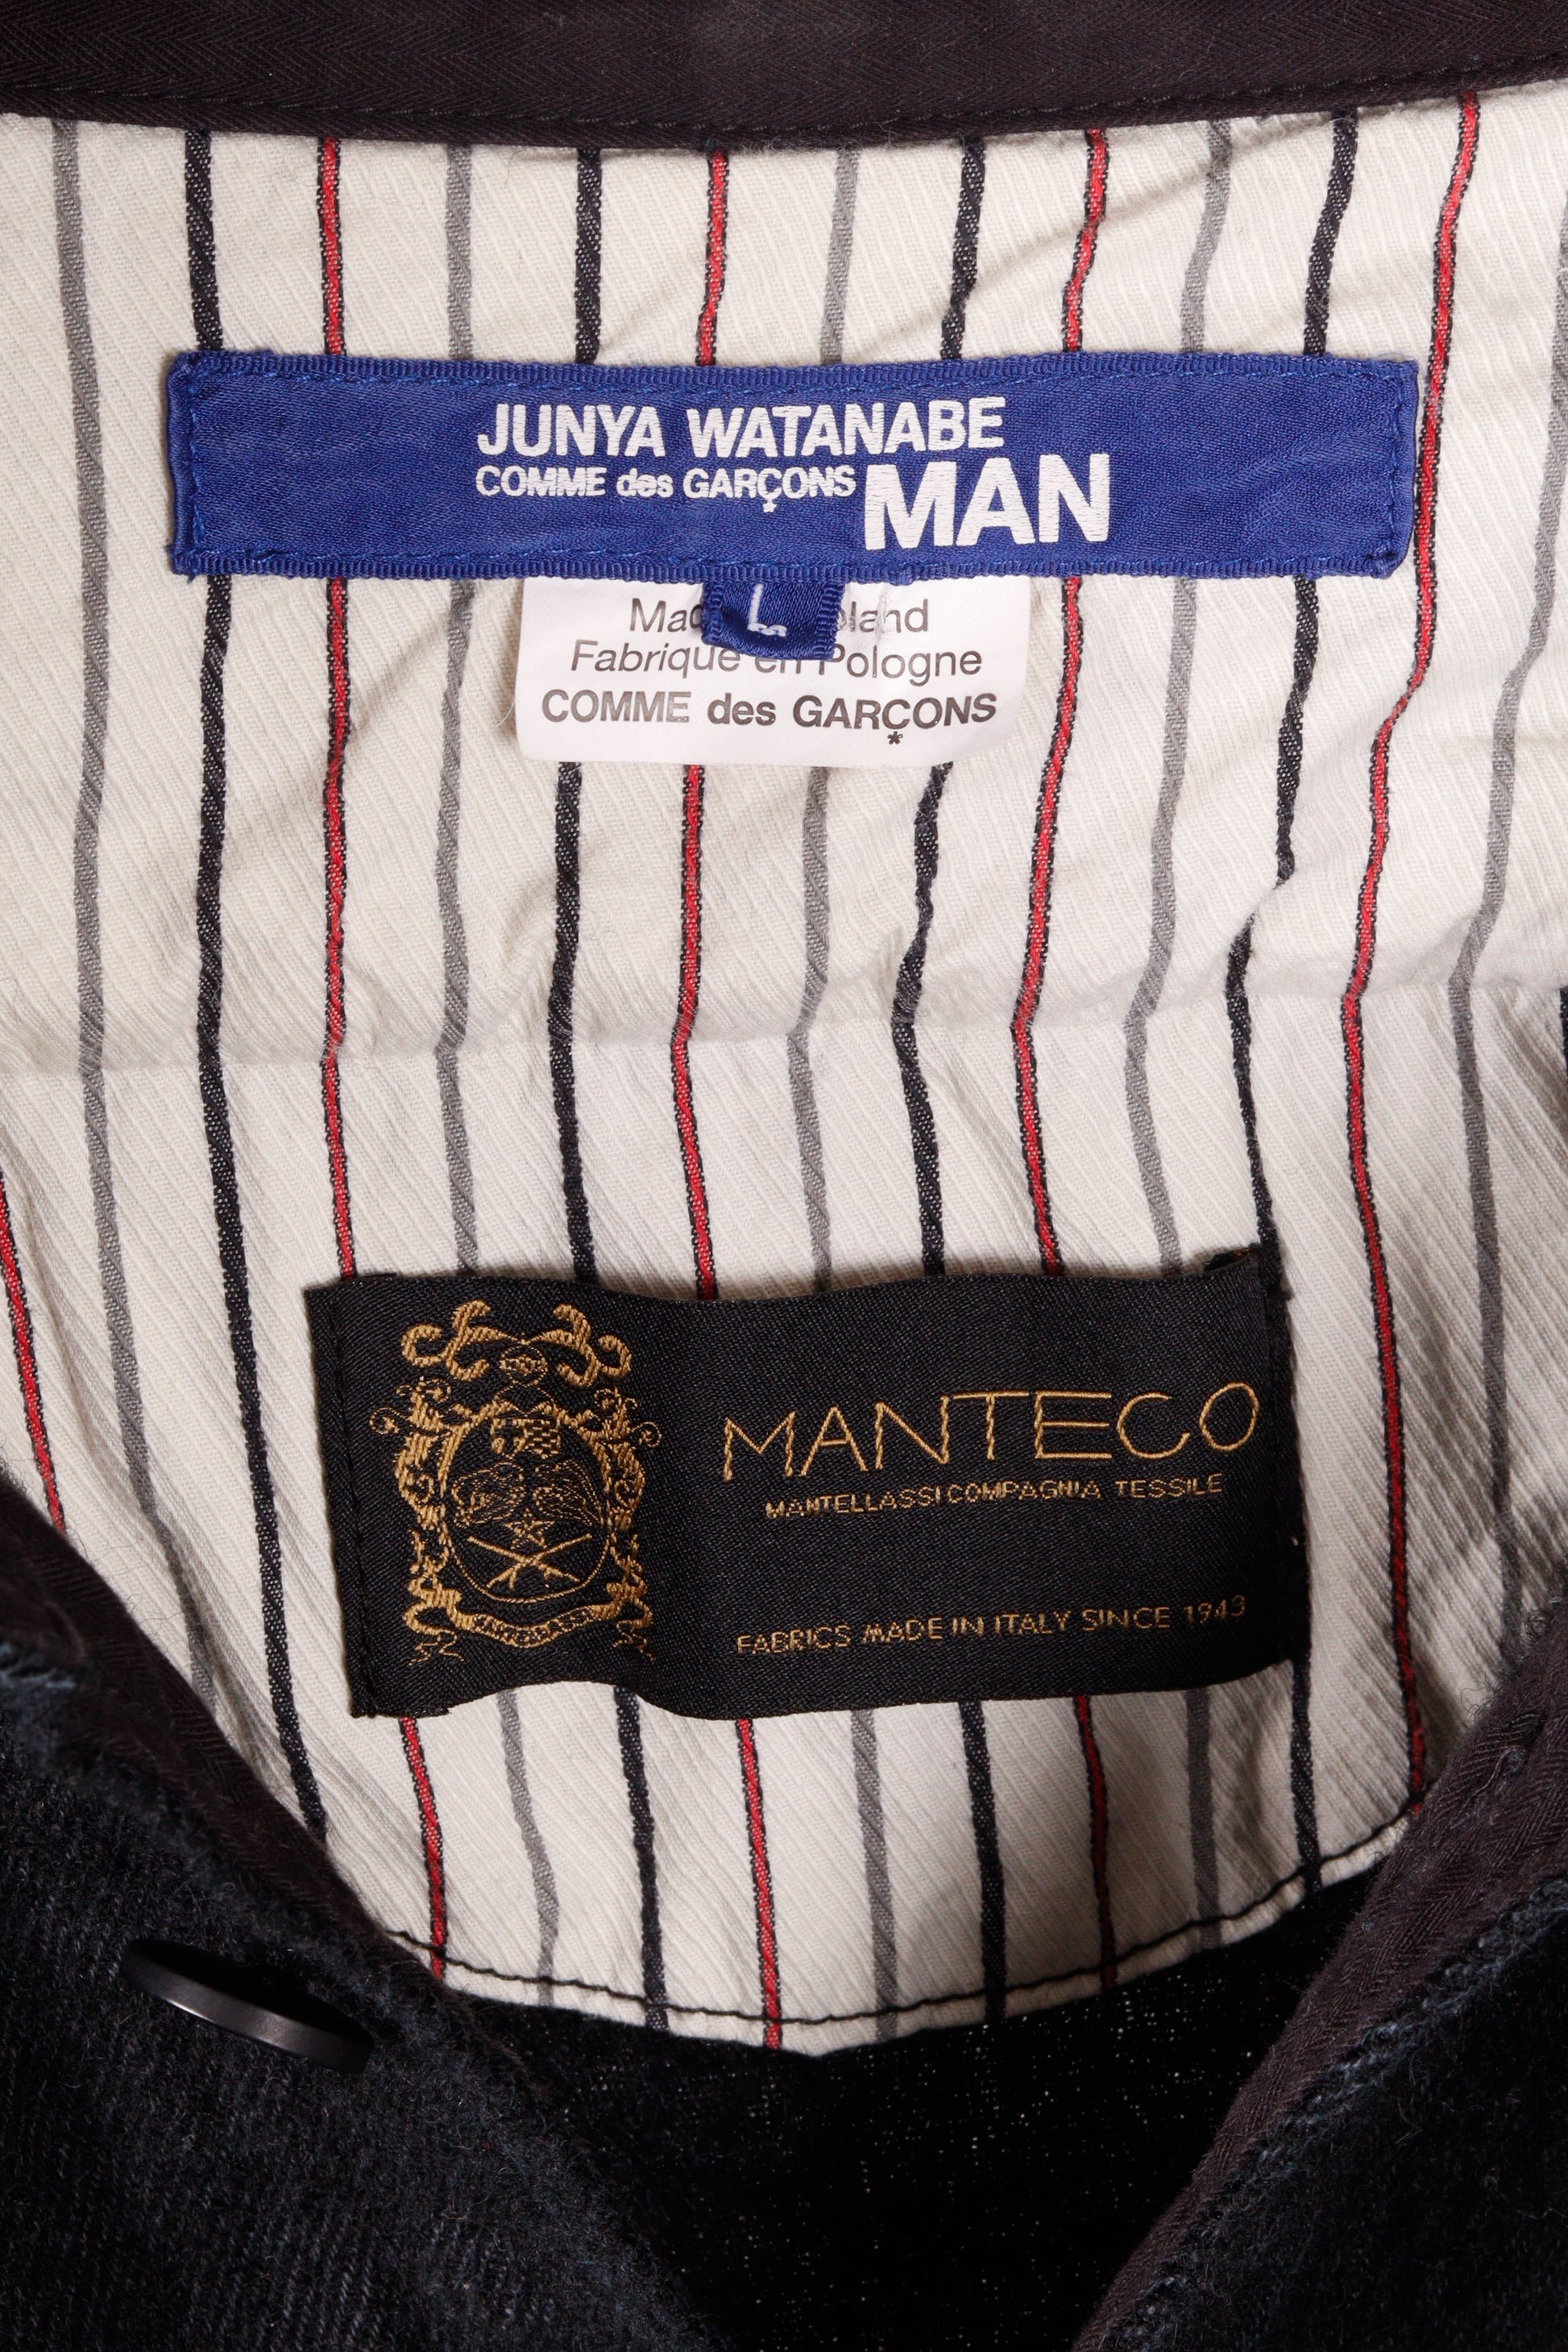 JUNYA WATANABE
COMME des GARÇONS MAN
L
Fabrique en Pologne
COMME des GARÇONS
*
MANTECO
MANTELLASSI COMPAGNIA TESSILE
FABRICS MADE IN ITALY SINCE 1943